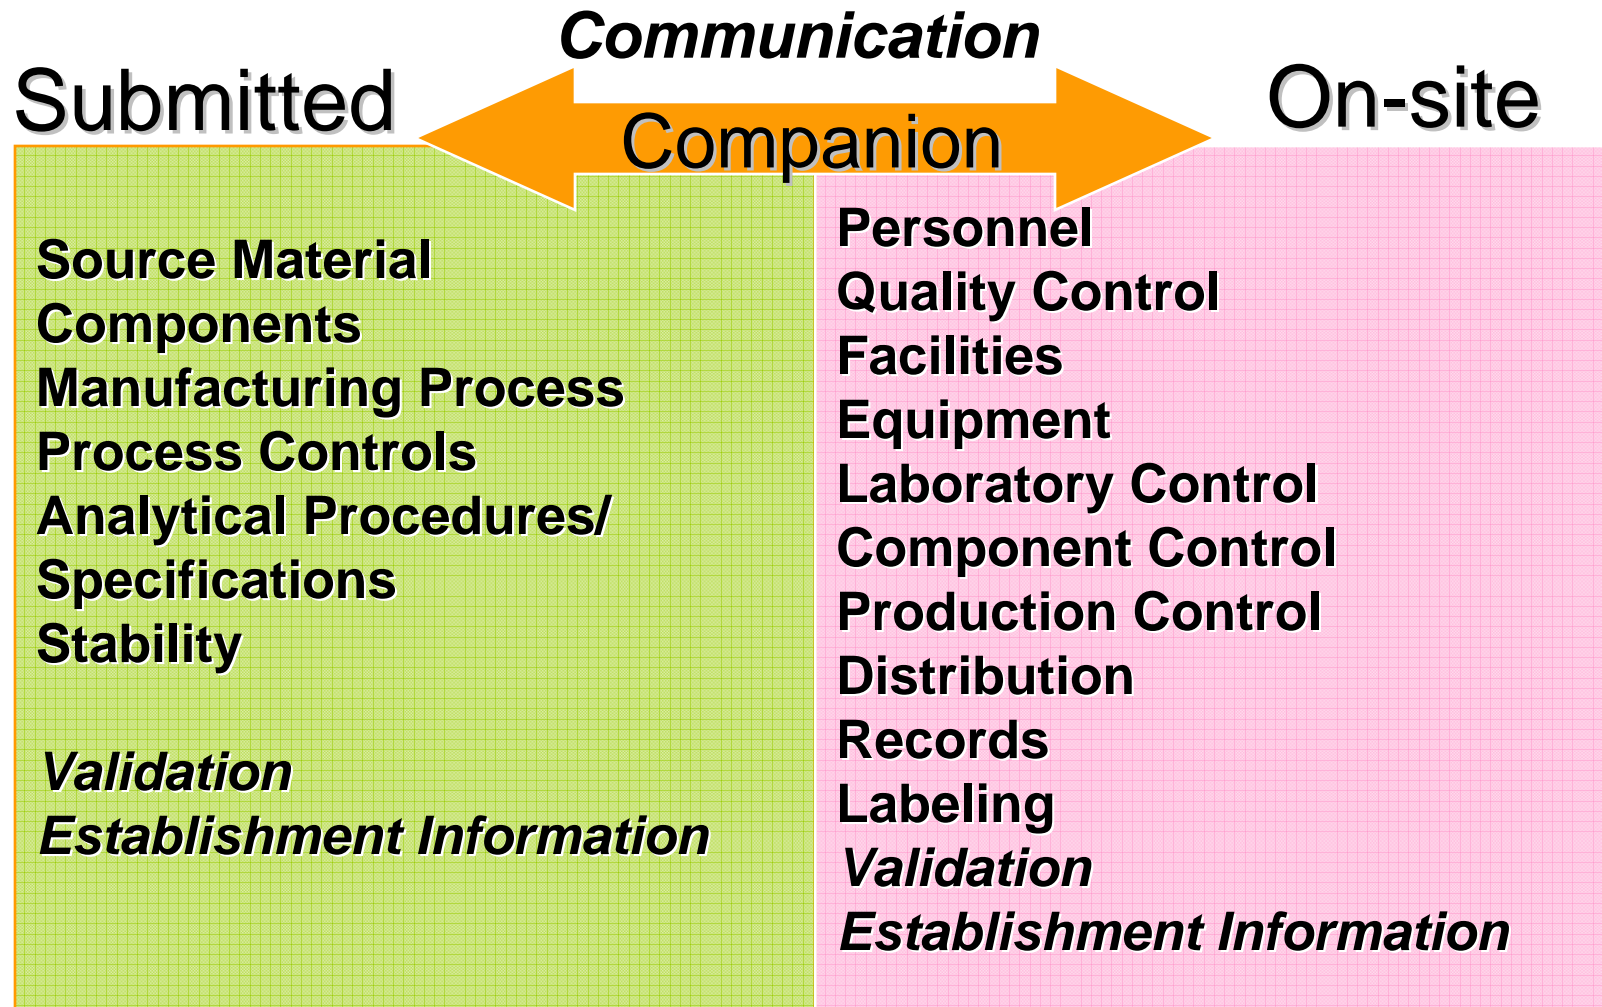 Communication
Submitted
Companion
On-site
Source Material
Components
Manufacturing Process
Process Controls
Analytical Procedures/
Specifications
Stability
Validation
Establishment Information
Personnel
Quality Control
Facilities
Equipment
Laboratory Control
Component Control
Production Control
Distribution
Records
Labeling
Validation
Establishment Information